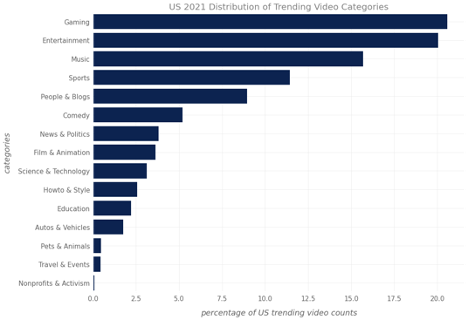 US 2021 Distribution of Trending Video Categories
Gaming
Entertainment
Music
Sports
People & Blogs
Comedy
News & Politics
Film & Animation
Science & Technology
Howto & Style
Education
Autos & Vehicles
Pets & Animals
Travel & Events
Nonprofits & Activism
categories
0.0 2.5 5.0 7.5 10.0 12.5 15.0 17.5 20.0
percentage of US trending video counts